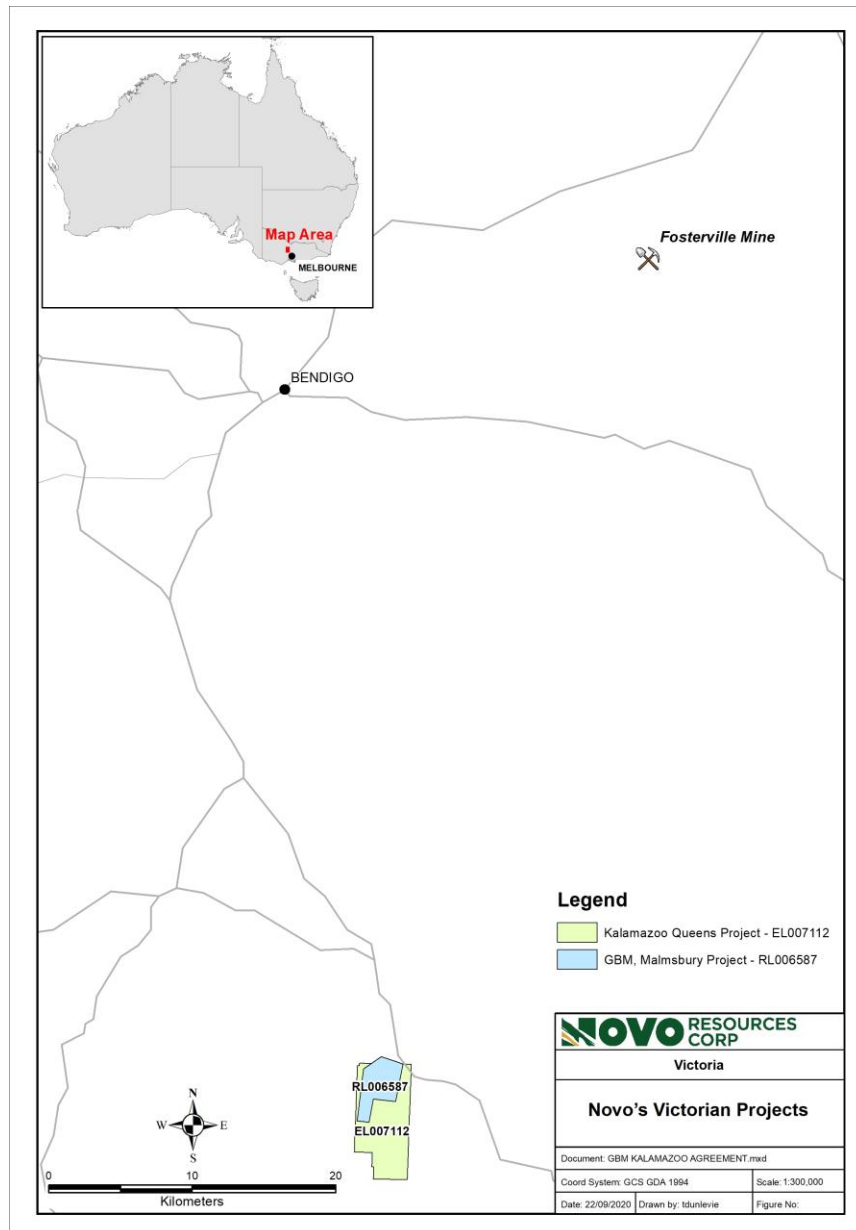 Map Area
MELBOURNE
Fosterville Mine
BENDIGO
Legend
Kalamazoo Queens Project - EL007112
GBM, Malmsbury Project - RL006587
RL006587
EL007112
N
W E
S
0 10 20
Kilometers
NOVO RESOURCES CORP
Victoria
Novo's Victorian Projects
Document: GBM KALAMAZOO AGREEMENT.mxd
Coord System: GCS GDA 1994 Scale: 1:300,000
Date: 22/09/2020 Drawn by: tdunlevie Figure No: